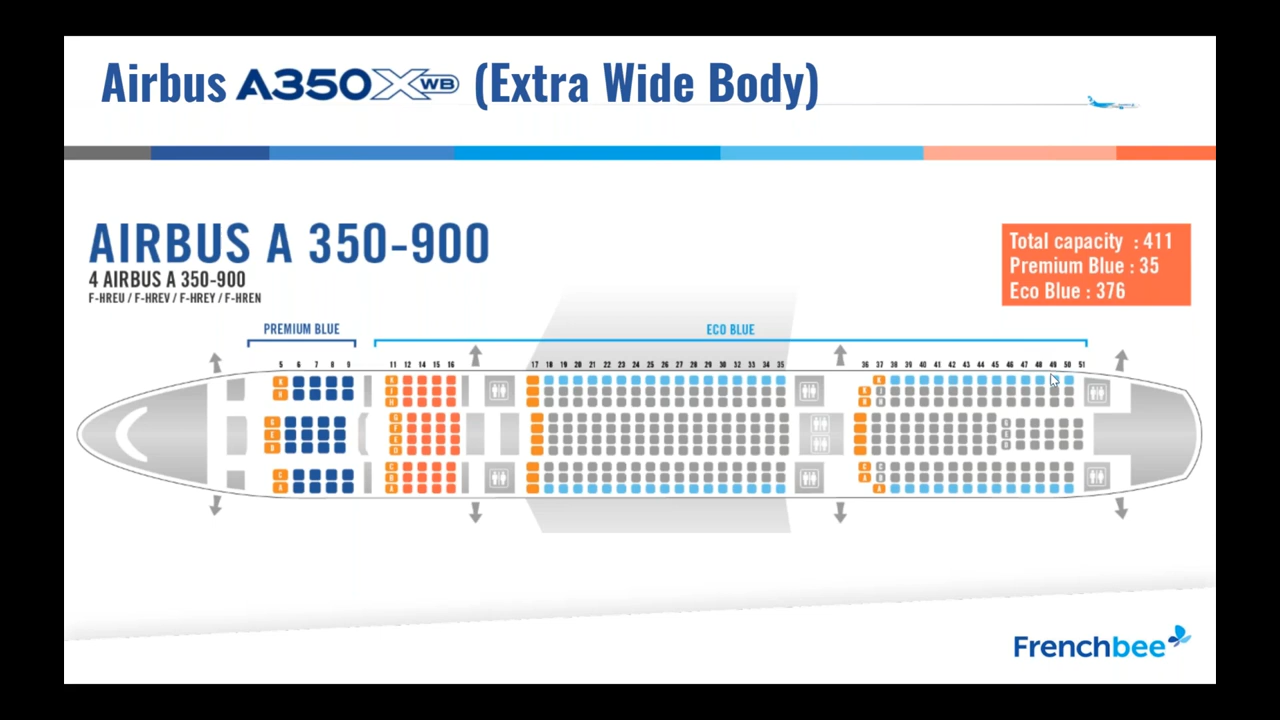 Airbus A350 XWB (Extra Wide Body)
AIRBUS A 350-900
4 AIRBUS A 350-900
F-HREU / F-HREV / F-HREY / F-HREN
Total capacity : 411
Premium Blue : 35
Eco Blue : 376
PREMIUM BLUE
ECO BLUE
5 6 7 8 9 11 12 14 15 16 17 18 19 20 21 22 23 24 25 26 27 28 29 30 31 32 33 34 35 36 37 38 39 40 41 42 43 44 45 46 47 48 49 50 51
K K K
H J J
H H H
G G G
E F E
D E D
D
C C C C
A B A B
A A
Frenchbee